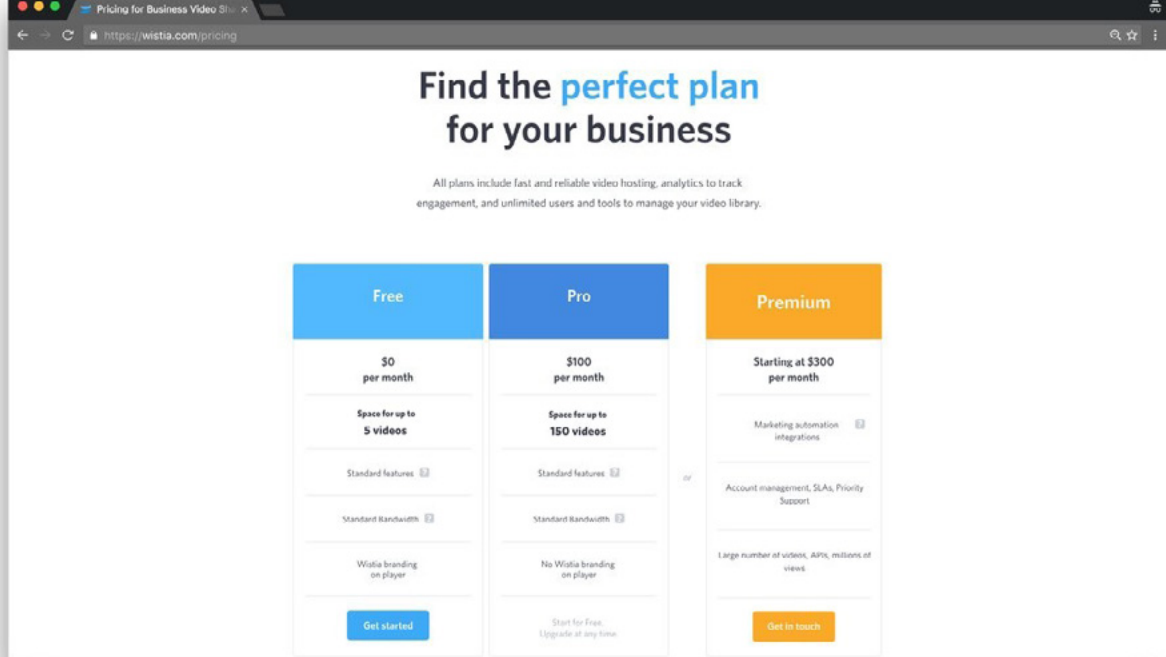 Pricing for Business Video Sha
https://wistia.com/pricing
Find the perfect plan
for your business
All plans include fast and reliable video hosting, analytics to track
engagement, and unlimited users and tools to manage your video library.
Free
$0
per month
Space for up to
5 videos
Standard features ?
Standard Bandwidth ?
Wistia branding
on player
Get started
Pro
$100
per month
Space for up to
150 videos
Standard features ?
Standard Bandwidth ?
No Wistia branding
on player
Start for Free.
Upgrade at any time.
or
Premium
Starting at $300
per month
Marketing automation ?
integrations
Account management, SLAs, Priority
Support
Large number of videos, APIs, millions of
views
Get in touch